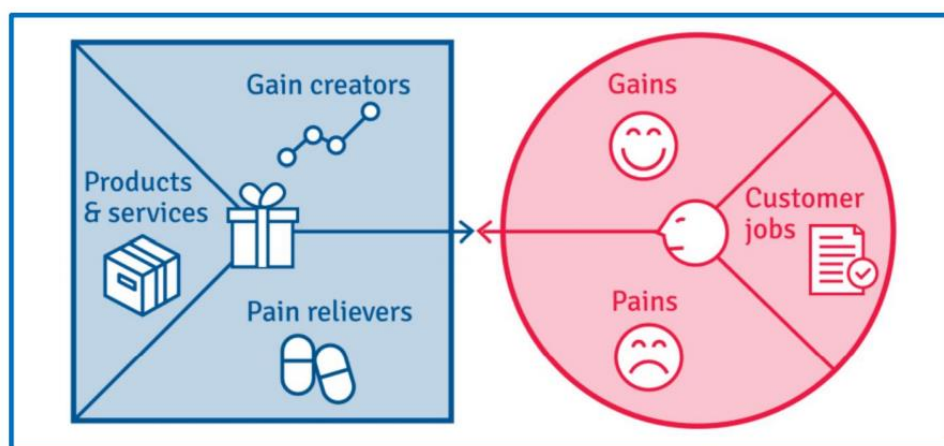 Gain creators
Products
& services
Pain relievers
Gains
Customer
jobs
Pains